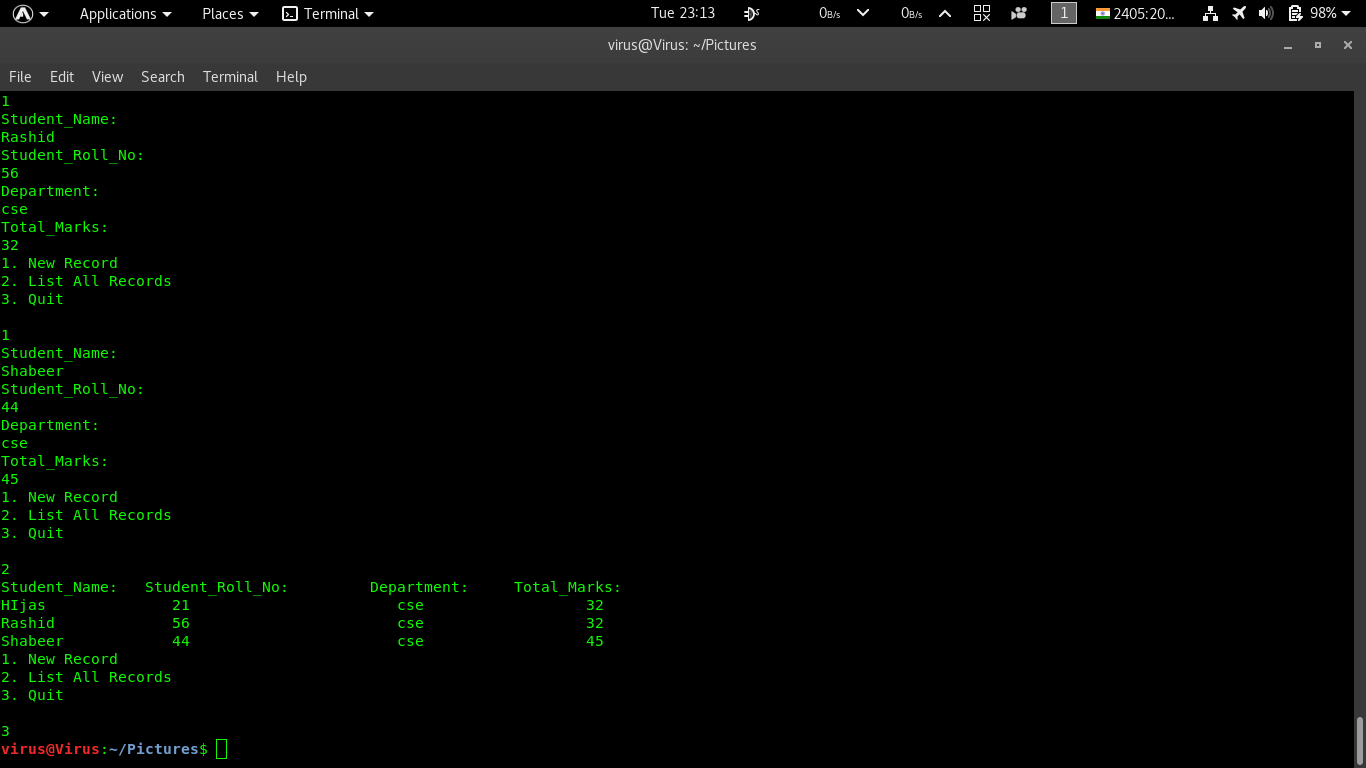 Applications Places Terminal Tue 23:13 0B/s 0B/s 1 2405:20... 98%
virus@Virus: ~/Pictures
File Edit View Search Terminal Help
1
Student_Name:
Rashid
Student_Roll_No:
56
Department:
cse
Total_Marks:
32
1. New Record
2. List All Records
3. Quit
1
Student_Name:
Shabeer
Student_Roll_No:
44
Department:
cse
Total_Marks:
45
1. New Record
2. List All Records
3. Quit
2
Student_Name: Student_Roll_No: Department: Total_Marks:
HIjas 21 cse 32
Rashid 56 cse 32
Shabeer 44 cse 45
1. New Record
2. List All Records
3. Quit
3
virus@Virus:~/Pictures$